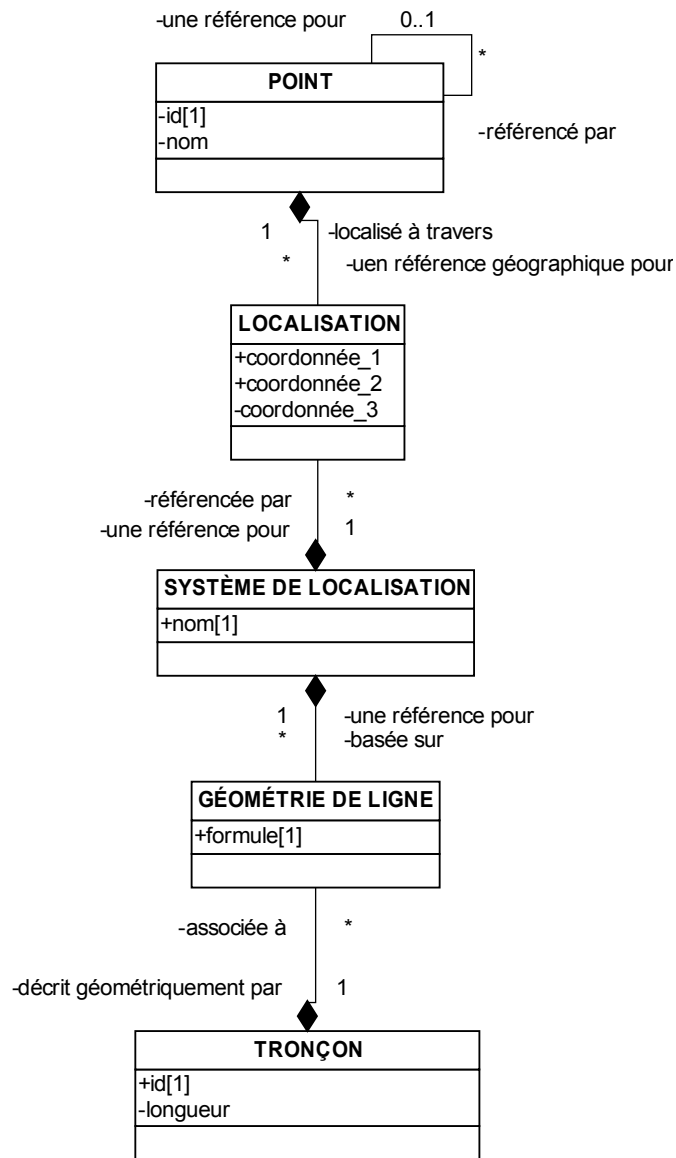 -une référence pour
0..1
*
POINT
-id[1]
-nom
-référencé par
1
-localisé à travers
*
-uen référence géographique pour
LOCALISATION
+coordonnée_1
+coordonnée_2
-coordonnée_3
-référencée par
*
-une référence pour
1
SYSTÈME DE LOCALISATION
+nom[1]
1
-une référence pour
*
-basée sur
GÉOMÉTRIE DE LIGNE
+formule[1]
-associée à
*
-décrit géométriquement par
1
TRONÇON
+id[1]
-longueur